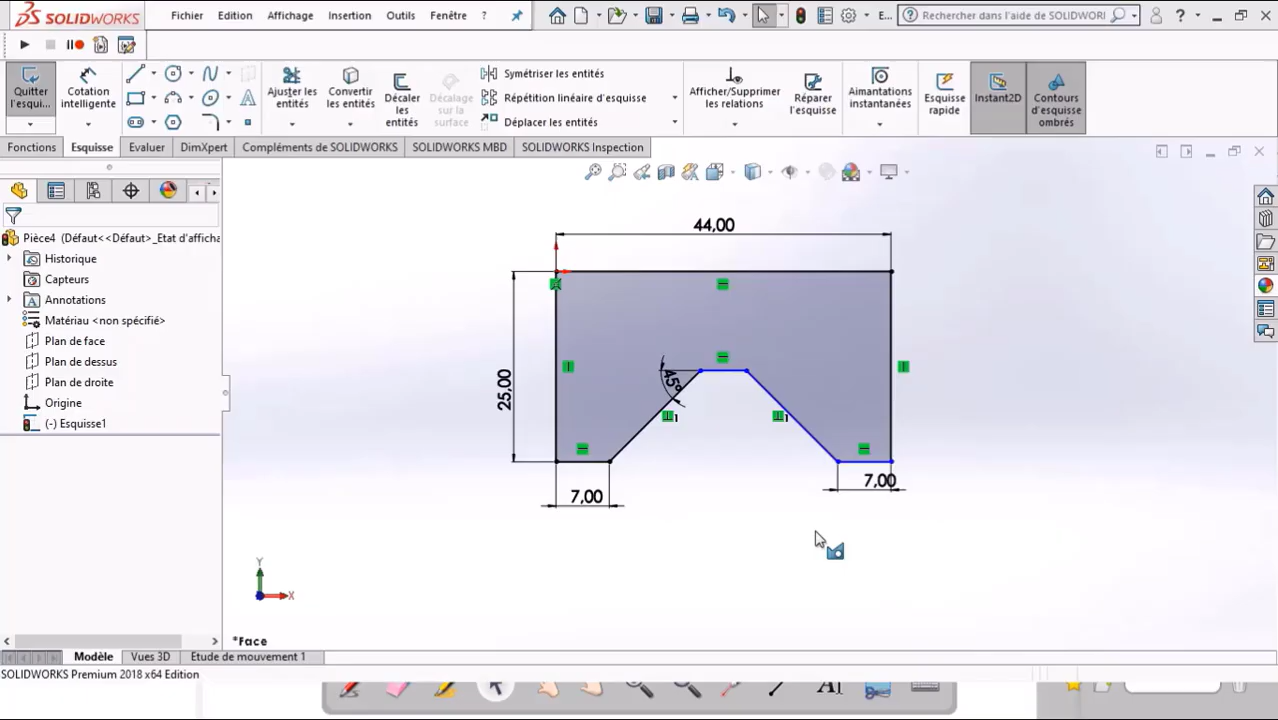 SOLIDWORKS
Fichier Edition Affichage Insertion Outils Fenêtre ?
E...
Rechercher dans l'aide de SOLIDWORI
?
Quitter l'esqui...
Cotation intelligente
Ajuster les entités
Convertir les entités
Décaler les entités
Décalage sur la surface
Symétriser les entités
Répétition linéaire d'esquisse
Déplacer les entités
Afficher/Supprimer les relations
Réparer l'esquisse
Aimantations instantanées
Esquisse rapide
Instant2D
Contours d'esquisse ombrés
Fonctions Esquisse Evaluer DimXpert Compléments de SOLIDWORKS SOLIDWORKS MBD SOLIDWORKS Inspection
Pièce4 (Défaut<<Défaut>_Etat d'afficha
Historique
Capteurs
Annotations
Matériau <non spécifié>
Plan de face
Plan de dessus
Plan de droite
Origine
(-) Esquisse1
44,00
25,00
45°
1
1
7,00
7,00
Y
X
*Face
Modèle Vues 3D Etude de mouvement 1
SOLIDWORKS Premium 2018 x64 Edition